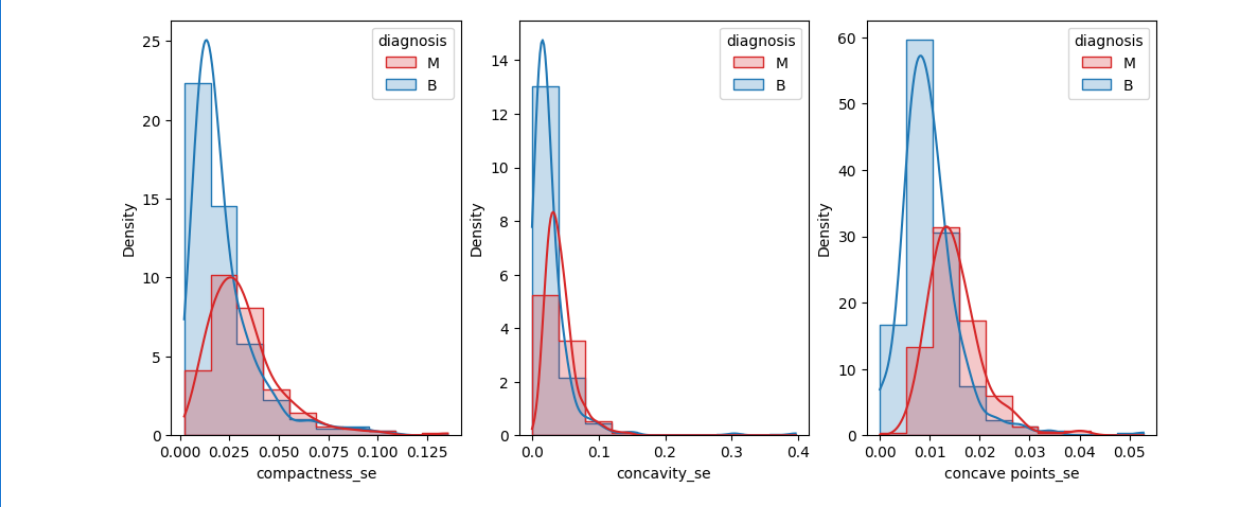 diagnosis
M
B
Density
25
20
15
10
5
0
0.000 0.025 0.050 0.075 0.100 0.125
compactness_se
diagnosis
M
B
Density
14
12
10
8
6
4
2
0
0.0 0.1 0.2 0.3 0.4
concavity_se
diagnosis
M
B
Density
60
50
40
30
20
10
0
0.00 0.01 0.02 0.03 0.04 0.05
concave points_se